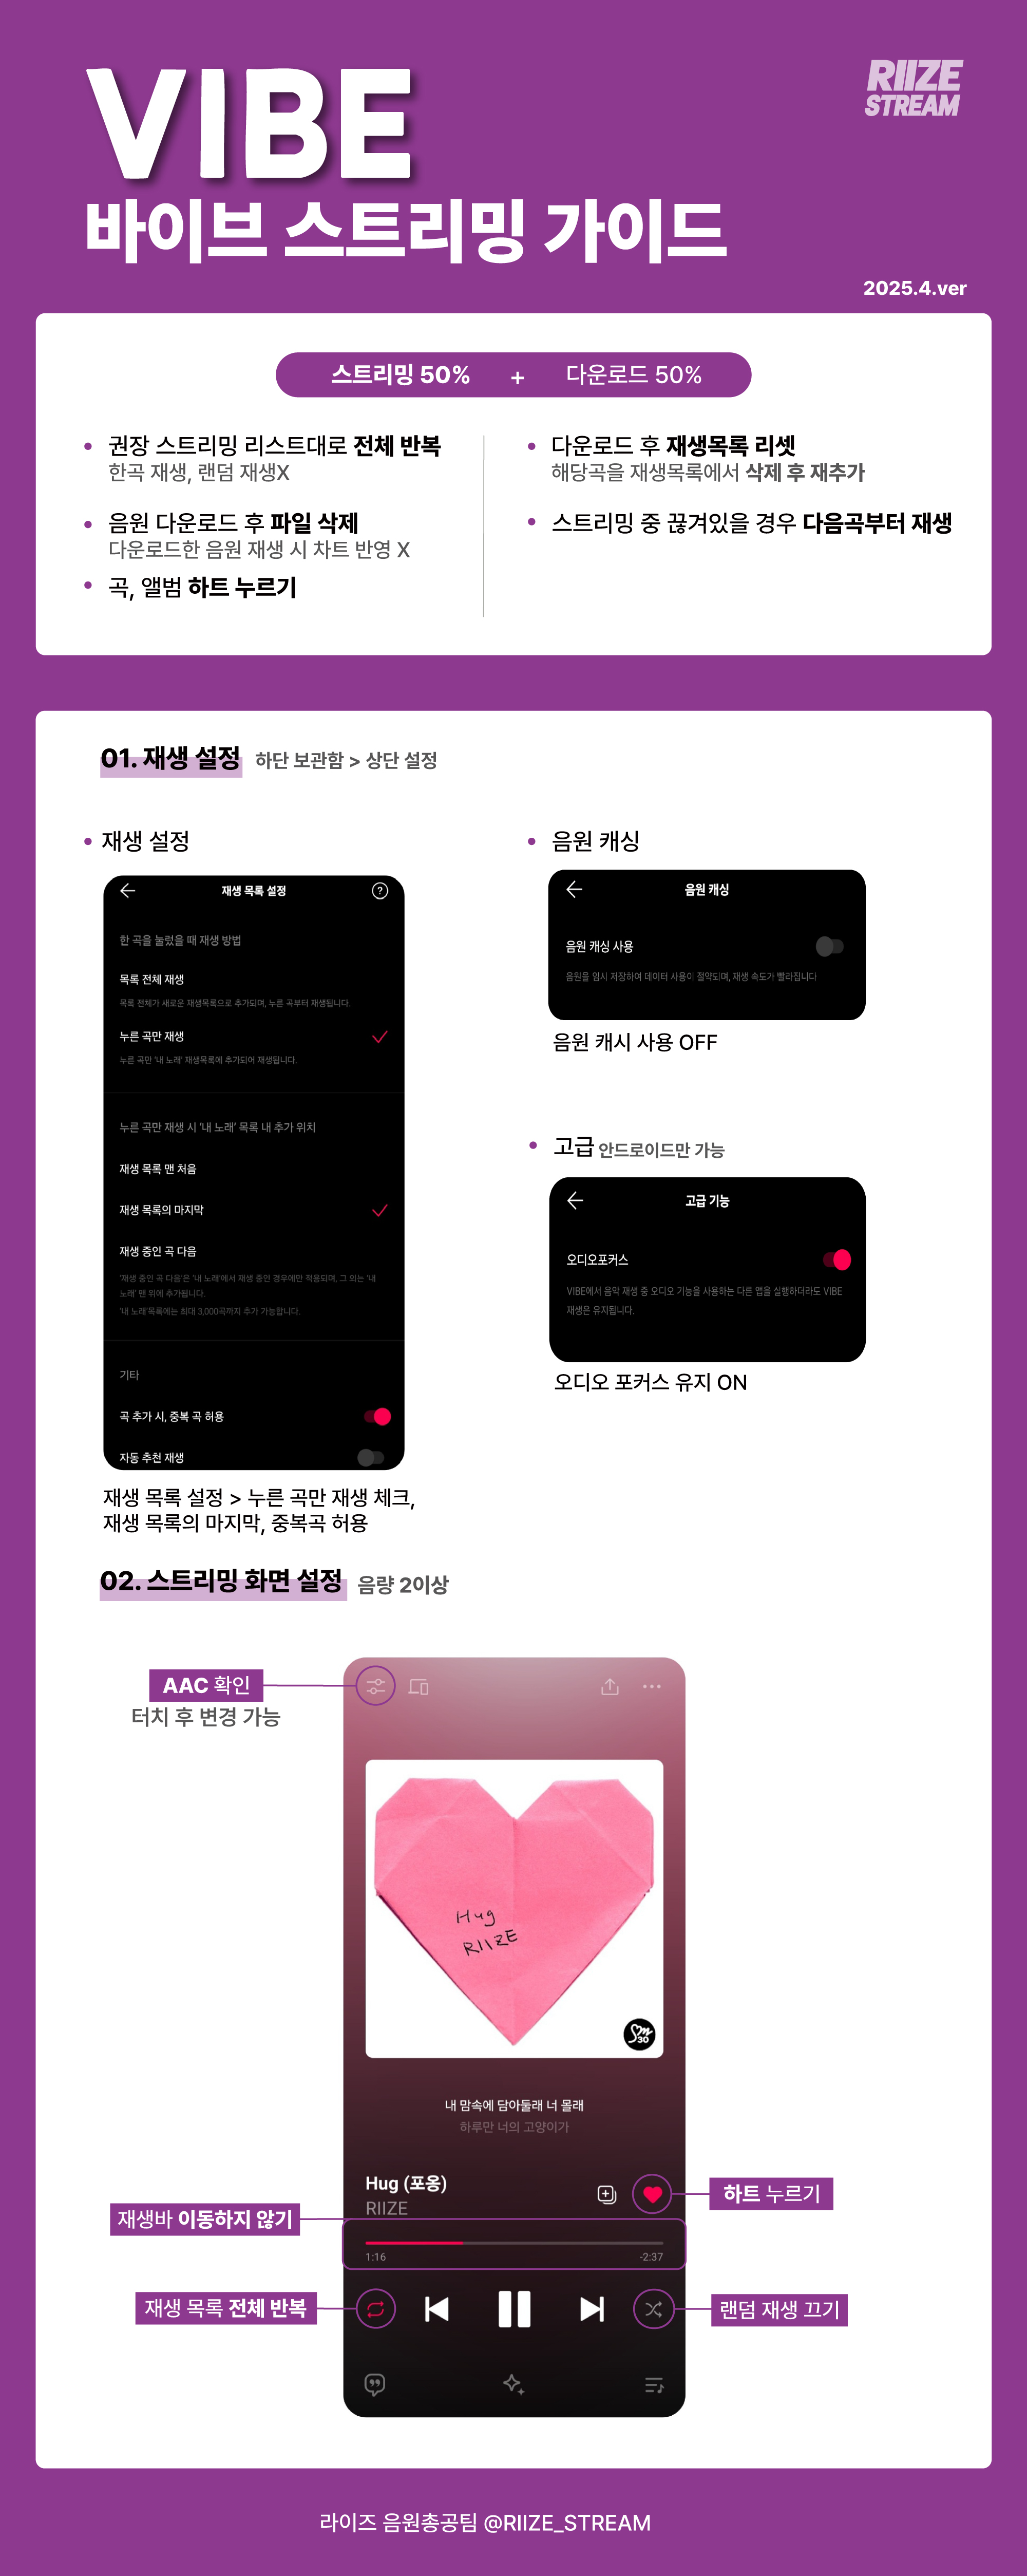 VIBE
RIIZE
STREAM
바이브 스트리밍 가이드
2025.4.ver
스트리밍 50% + 다운로드 50%
권장 스트리밍 리스트대로 전체 반복
한곡 재생, 랜덤 재생X
음원 다운로드 후 파일 삭제
다운로드한 음원 재생 시 차트 반영 X
곡, 앨범 하트 누르기
다운로드 후 재생목록 리셋
해당곡을 재생목록에서 삭제 후 재추가
스트리밍 중 끊겨있을 경우 다음곡부터 재생
01. 재생 설정 하단 보관함 > 상단 설정
재생 설정
재생 목록 설정
?
한 곡을 눌렀을 때 재생 방법
목록 전체 재생
목록 전체가 새로운 재생목록으로 추가되며, 누른 곡부터 재생됩니다.
누른 곡만 재생
누른 곡만 '내 노래' 재생목록에 추가되어 재생됩니다.
누른 곡만 재생 시 '내 노래' 목록 내 추가 위치
재생 목록 맨 처음
재생 목록의 마지막
재생 중인 곡 다음
'재생 중인 곡 다음'은 '내 노래'에서 재생 중인 경우에만 적용되며, 그 외는 '내
노래' 맨 위에 추가됩니다.
'내 노래'목록에는 최대 3,000곡까지 추가 가능합니다.
기타
곡 추가 시, 중복 곡 허용
자동 추천 재생
재생 목록 설정 > 누른 곡만 재생 체크,
재생 목록의 마지막, 중복곡 허용
음원 캐싱
음원 캐싱
음원 캐싱 사용
음원을 임시 저장하여 데이터 사용이 절약되며, 재생 속도가 빨라집니다
음원 캐시 사용 OFF
고급 안드로이드만 가능
고급 기능
오디오포커스
VIBE에서 음악 재생 중 오디오 기능을 사용하는 다른 앱을 실행하더라도 VIBE
재생은 유지됩니다.
오디오 포커스 유지 ON
02. 스트리밍 화면 설정 음량 2이상
AAC 확인
터치 후 변경 가능
Hug
RIIZE
SM
30
내 맘속에 담아둘래 너 몰래
하루만 너의 고양이가
Hug (포옹)
RIIZE
하트 누르기
재생바 이동하지 않기
1:16
-2:37
재생 목록 전체 반복
랜덤 재생 끄기
라이즈 음원총공팀 @RIIZE_STREAM